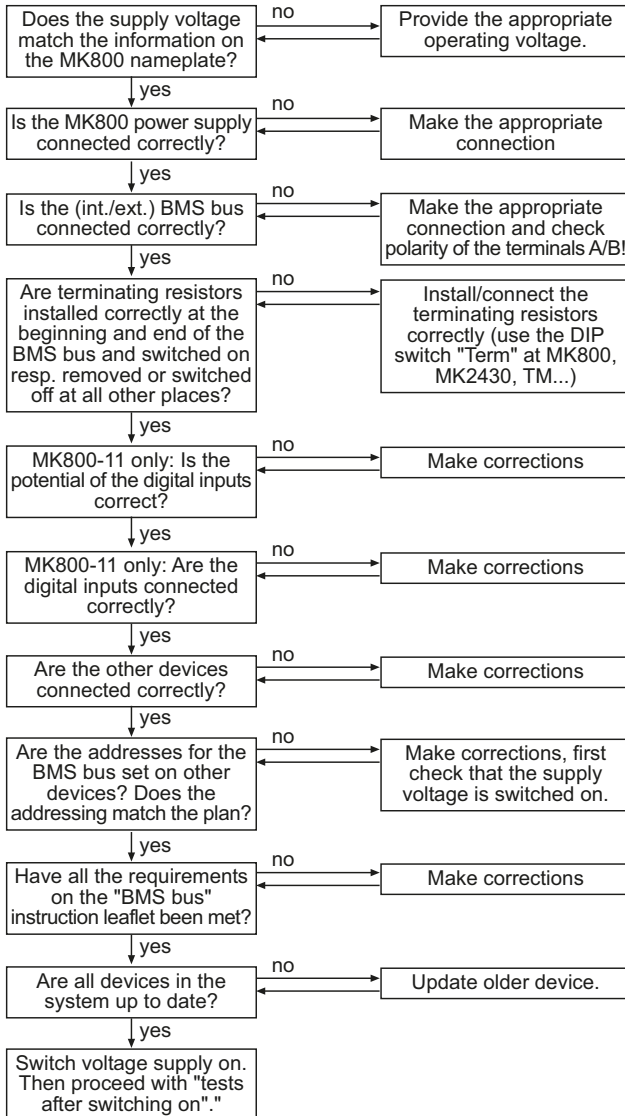 Does the supply voltage
match the information on
the MK800 nameplate?
no
Provide the appropriate
operating voltage.
yes
Is the MK800 power supply
connected correctly?
no
Make the appropriate
connection
yes
Is the (int./ext.) BMS bus
connected correctly?
no
Make the appropriate
connection and check
polarity of the terminals A/B!
yes
Are terminating resistors
installed correctly at the
beginning and end of the
BMS bus and switched on
resp. removed or switched
off at all other places?
no
Install/connect the
terminating resistors
correctly (use the DIP
switch "Term" at MK800,
MK2430, TM...)
yes
MK800-11 only: Is the
potential of the digital inputs
correct?
no
Make corrections
yes
MK800-11 only: Are the
digital inputs connected
correctly?
no
Make corrections
yes
Are the other devices
connected correctly?
no
Make corrections
yes
Are the addresses for the
BMS bus set on other
devices? Does the
addressing match the plan?
no
Make corrections, first
check that the supply
voltage is switched on.
yes
Have all the requirements
on the "BMS bus"
instruction leaflet been met?
no
Make corrections
yes
Are all devices in the
system up to date?
no
Update older device.
yes
Switch voltage supply on.
Then proceed with "tests
after switching on"."